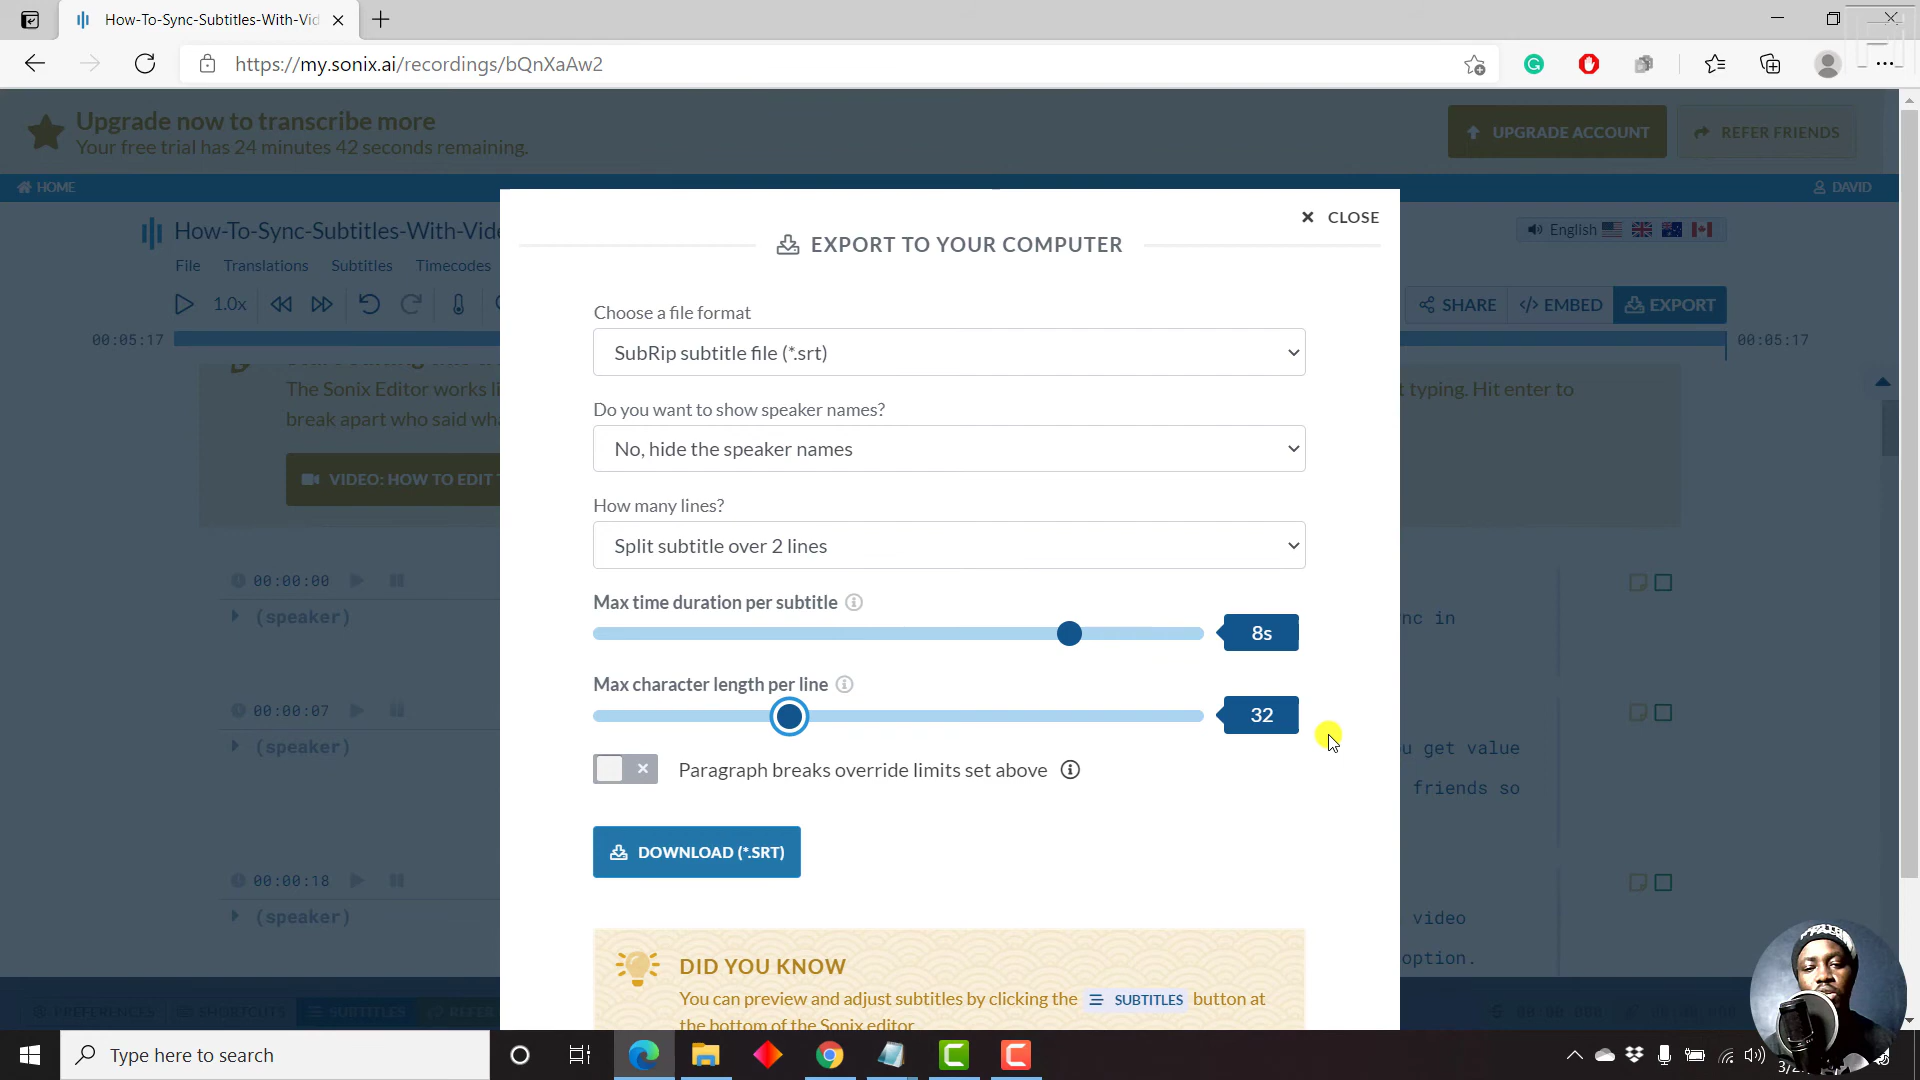 How-To-Sync-Subtitles-With-Vid
https://my.sonix.ai/recordings/bQnXaAw2
Upgrade now to transcribe more
Your free trial has 24 minutes 42 seconds remaining.
UPGRADE ACCOUNT
REFER FRIENDS
HOME
DAVID
How-To-Sync-Subtitles-With-Vide
English
File Translations Subtitles Timecodes
1.0x
SHARE
</> EMBED
EXPORT
00:05:17
00:05:17
CLOSE
EXPORT TO YOUR COMPUTER
Choose a file format
SubRip subtitle file (*.srt)
Do you want to show speaker names?
No, hide the speaker names
How many lines?
Split subtitle over 2 lines
Max time duration per subtitle
8s
Max character length per line
32
Paragraph breaks override limits set above
DOWNLOAD (*.SRT)
DID YOU KNOW
You can preview and adjust subtitles by clicking the SUBTITLES button at
the bottom of the Sonix editor
The Sonix Editor works li
t typing. Hit enter to
break apart who said wha
VIDEO: HOW TO EDIT
00:00:00
(speaker)
nc in
00:00:07
(speaker)
u get value
friends so
00:00:18
(speaker)
video
option.
PREFERENCES
SHORTCUTS
SUBTITLES
REFER
Type here to search